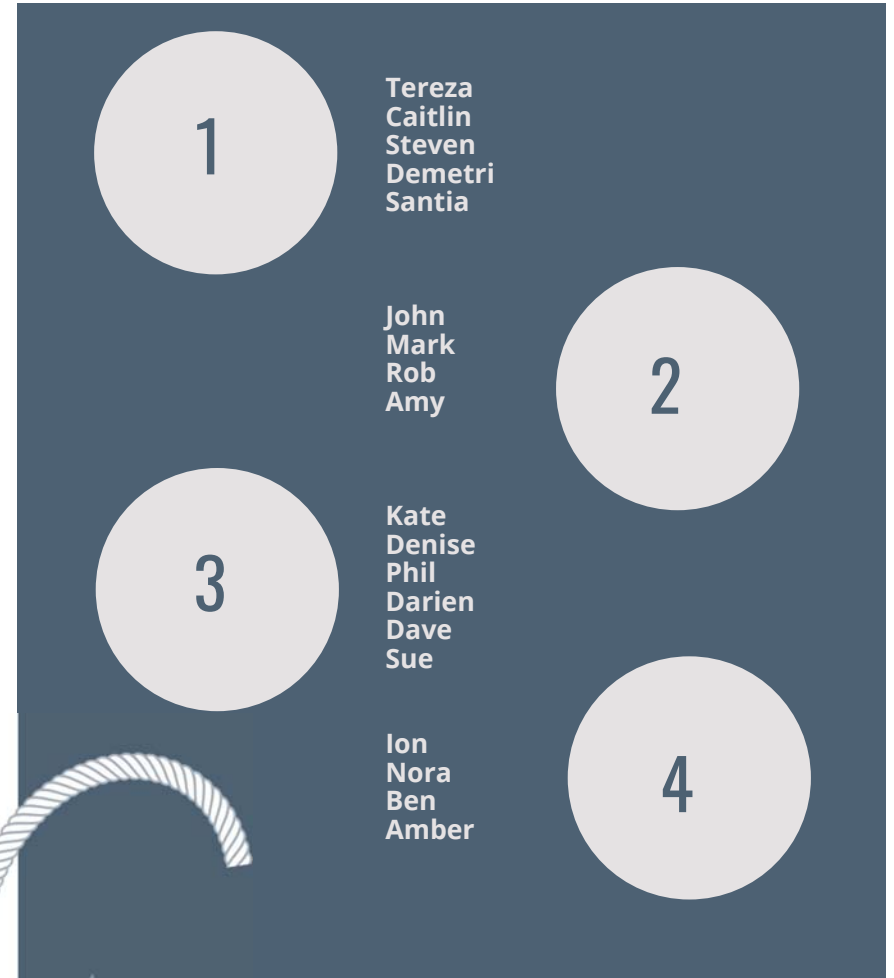 1
Tereza
Caitlin
Steven
Demetri
Santia
John
Mark
Rob
Amy
2
3
Kate
Denise
Phil
Darien
Dave
Sue
Ion
Nora
Ben
Amber
4